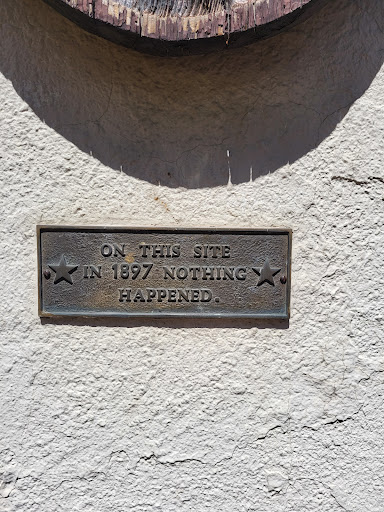 ON THIS SITE
IN 1897 NOTHING
HAPPENED.